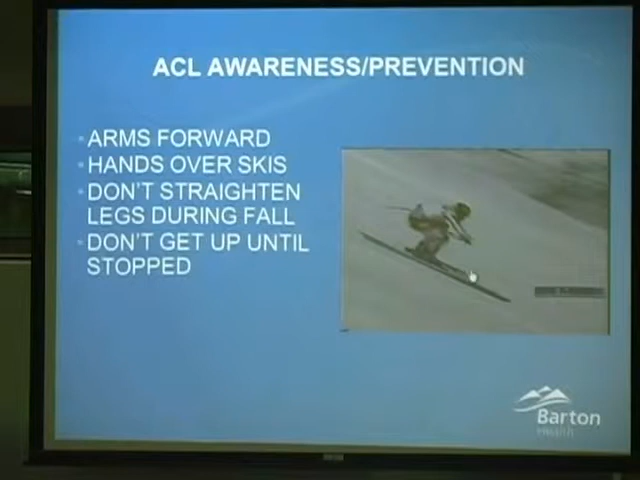 ACL AWARENESS/PREVENTION
ARMS FORWARD
HANDS OVER SKIS
DON'T STRAIGHTEN
LEGS DURING FALL
DON'T GET UP UNTIL
STOPPED
Barton
Health